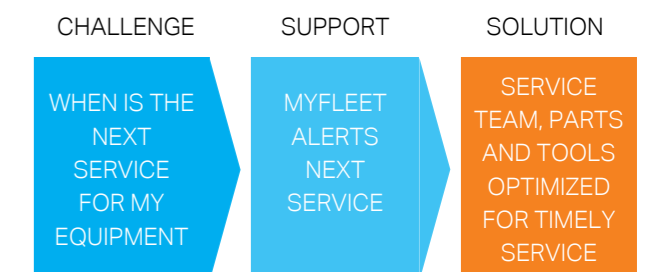 CHALLENGE
SUPPORT
SOLUTION
WHEN IS THE
NEXT
SERVICE
FOR MY
EQUIPMENT
MYFLEET
ALERTS
NEXT
SERVICE
SERVICE
TEAM, PARTS
AND TOOLS
OPTIMIZED
FOR TIMELY
SERVICE